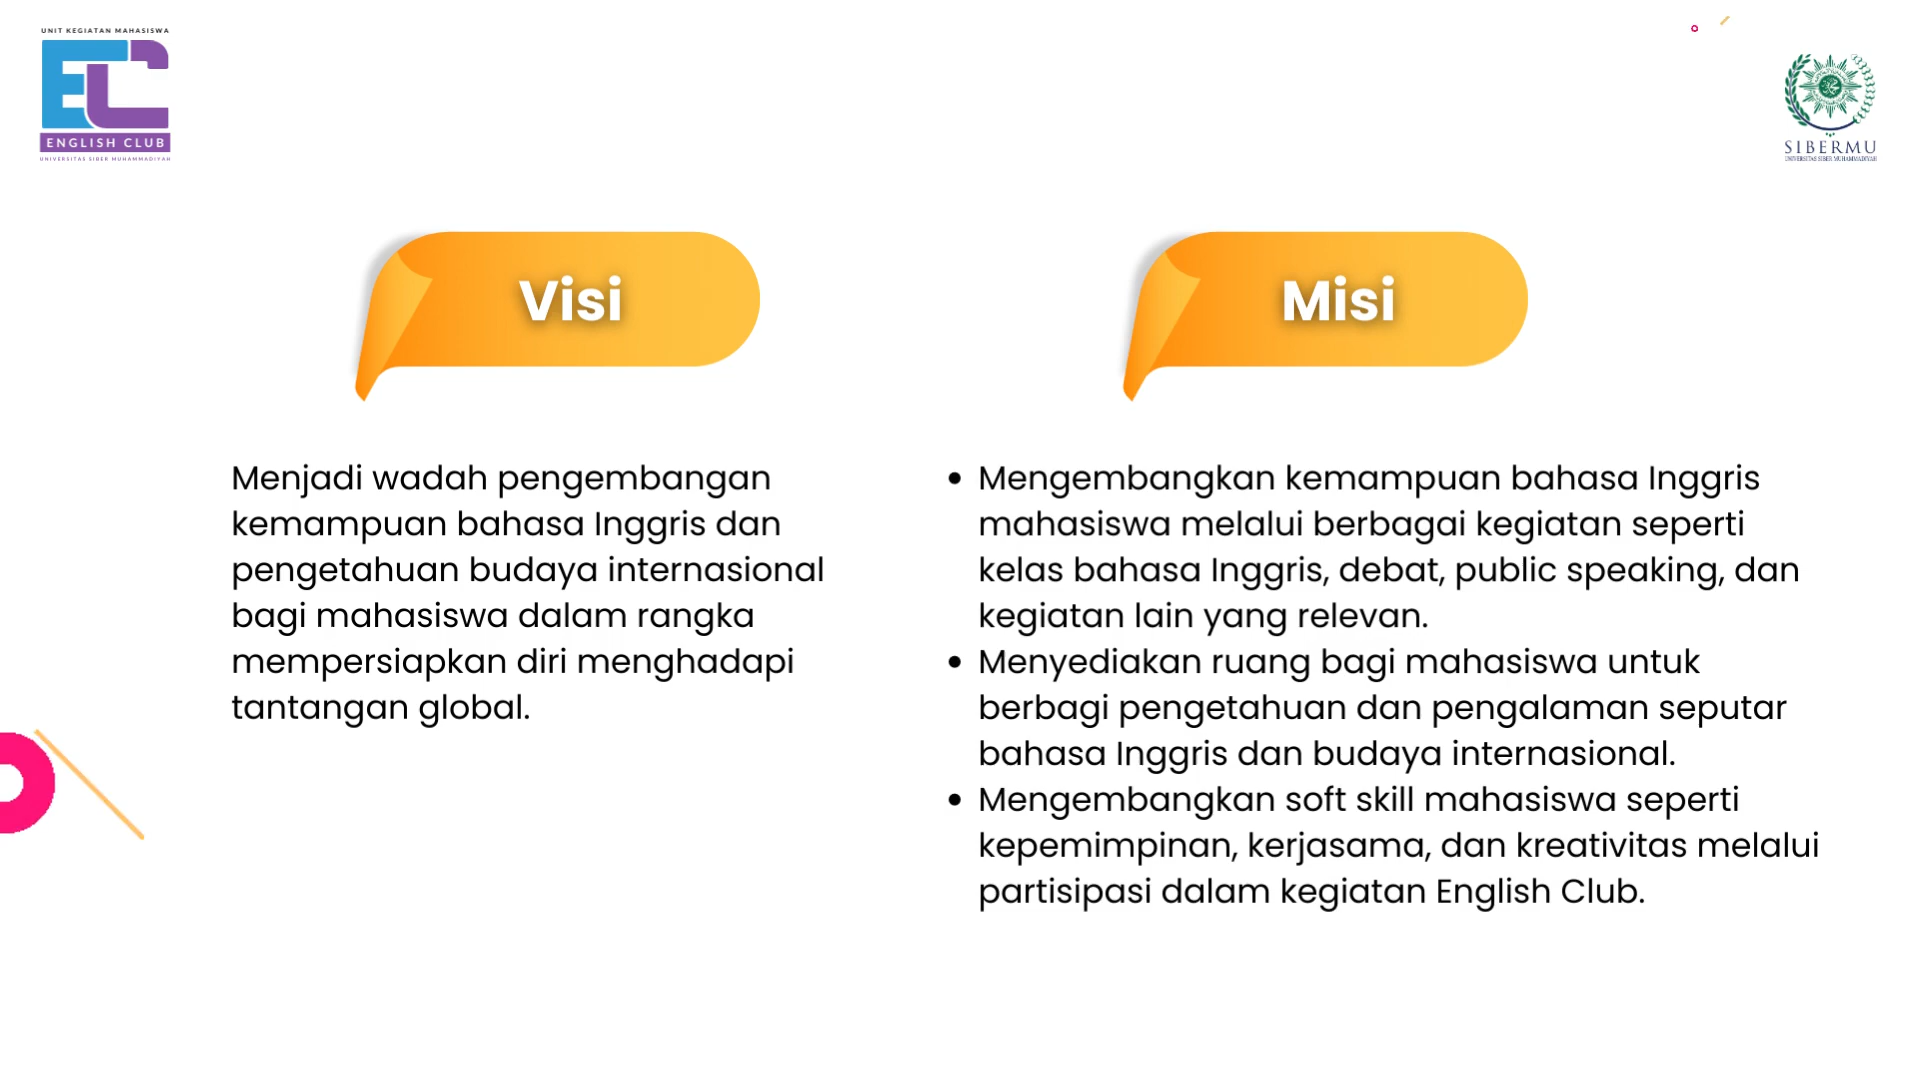 UNIT KEGIATAN MAHASISWA
EC
ENGLISH CLUB
UNIVERSITAS SIBER MUHAMMADIYAH
SIBERMU
UNIVERSITAS SIBER MUHAMMADIYAH
Visi
Menjadi wadah pengembangan
kemampuan bahasa Inggris dan
pengetahuan budaya internasional
bagi mahasiswa dalam rangka
mempersiapkan diri menghadapi
tantangan global.
Misi
• Mengembangkan kemampuan bahasa Inggris
mahasiswa melalui berbagai kegiatan seperti
kelas bahasa Inggris, debat, public speaking, dan
kegiatan lain yang relevan.
• Menyediakan ruang bagi mahasiswa untuk
berbagi pengetahuan dan pengalaman seputar
bahasa Inggris dan budaya internasional.
• Mengembangkan soft skill mahasiswa seperti
kepemimpinan, kerjasama, dan kreativitas melalui
partisipasi dalam kegiatan English Club.